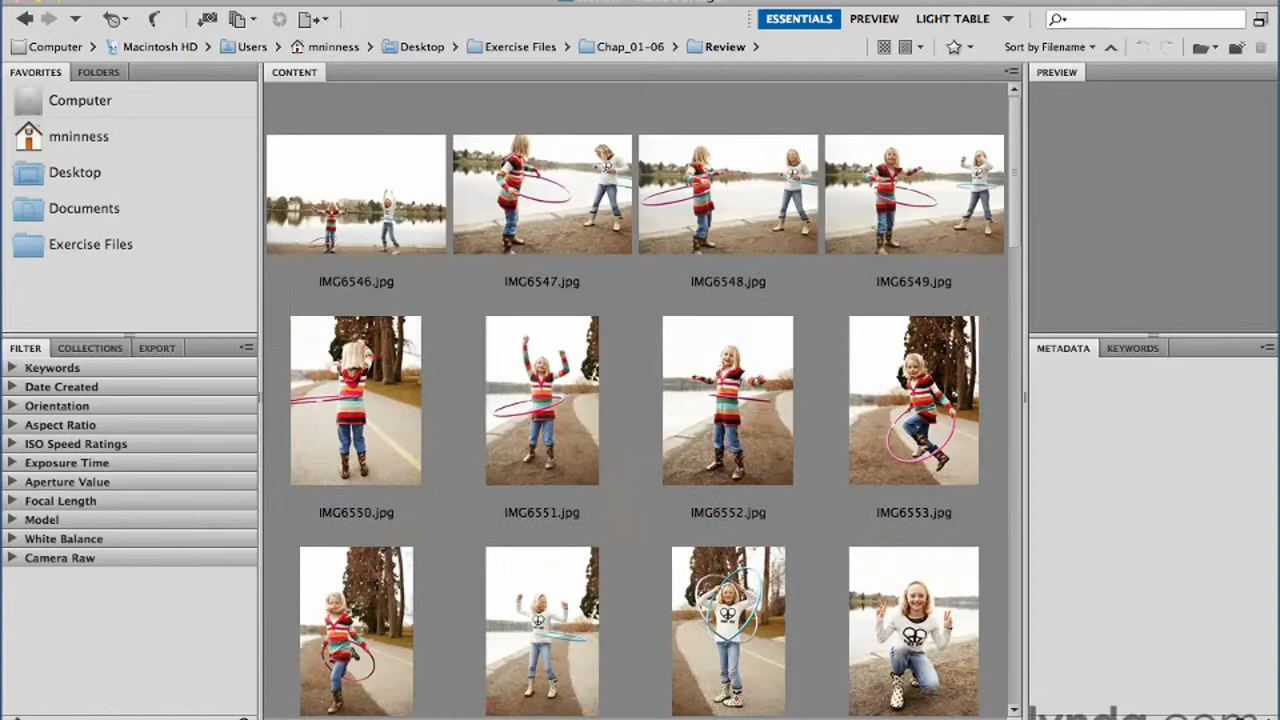 ESSENTIALS PREVIEW LIGHT TABLE
Computer Macintosh HD Users mninness Desktop Exercise Files Chap_01-06 Review Sort by Filename
FAVORITES FOLDERS CONTENT PREVIEW
Computer
mninness
Desktop
Documents
Exercise Files
FILTER COLLECTIONS EXPORT
Keywords
Date Created
Orientation
Aspect Ratio
ISO Speed Ratings
Exposure Time
Aperture Value
Focal Length
Model
White Balance
Camera Raw
IMG6546.jpg IMG6547.jpg IMG6548.jpg IMG6549.jpg
IMG6550.jpg IMG6551.jpg IMG6552.jpg IMG6553.jpg
METADATA KEYWORDS
lynda.com